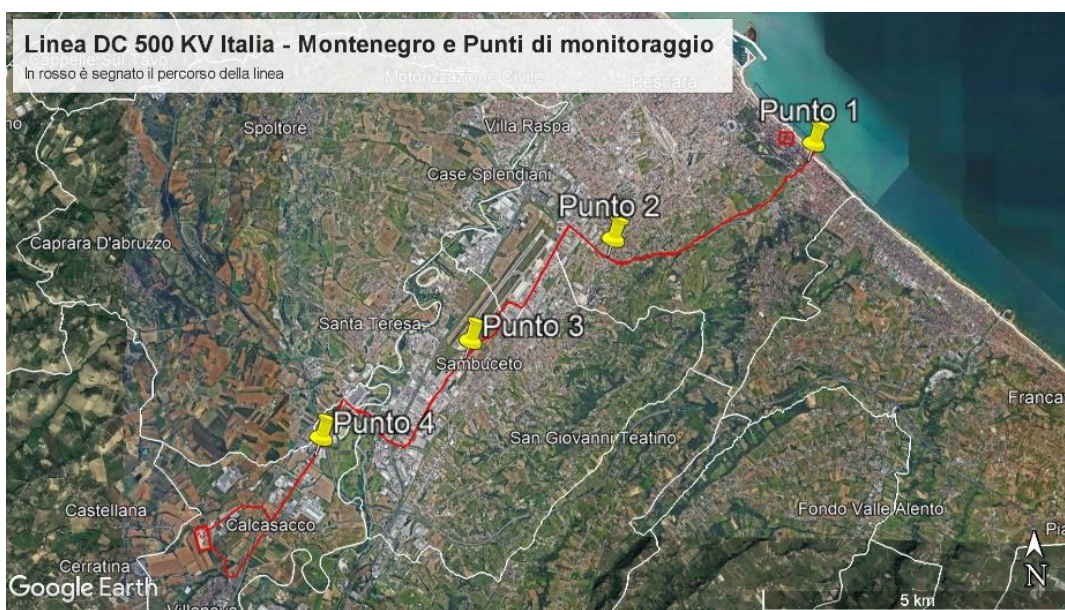 Linea DC 500 KV Italia - Montenegro e Punti di monitoraggio
In rosso è segnato il percorso della linea
Cappelle Sul Tavo
Motorizzazione Civile
Pescara
Spoltore
Villa Raspa
Punto 1
Case Splendiani
Punto 2
Caprara D'abruzzo
Santa Teresa
Punto 3
Sambuceto
Franca
Punto 4
San Giovanni Teatino
Castellana
Calcasacco
Fondo Valle Alento
Pia
Cerratina
Google Earth
Villanova
5 km
N